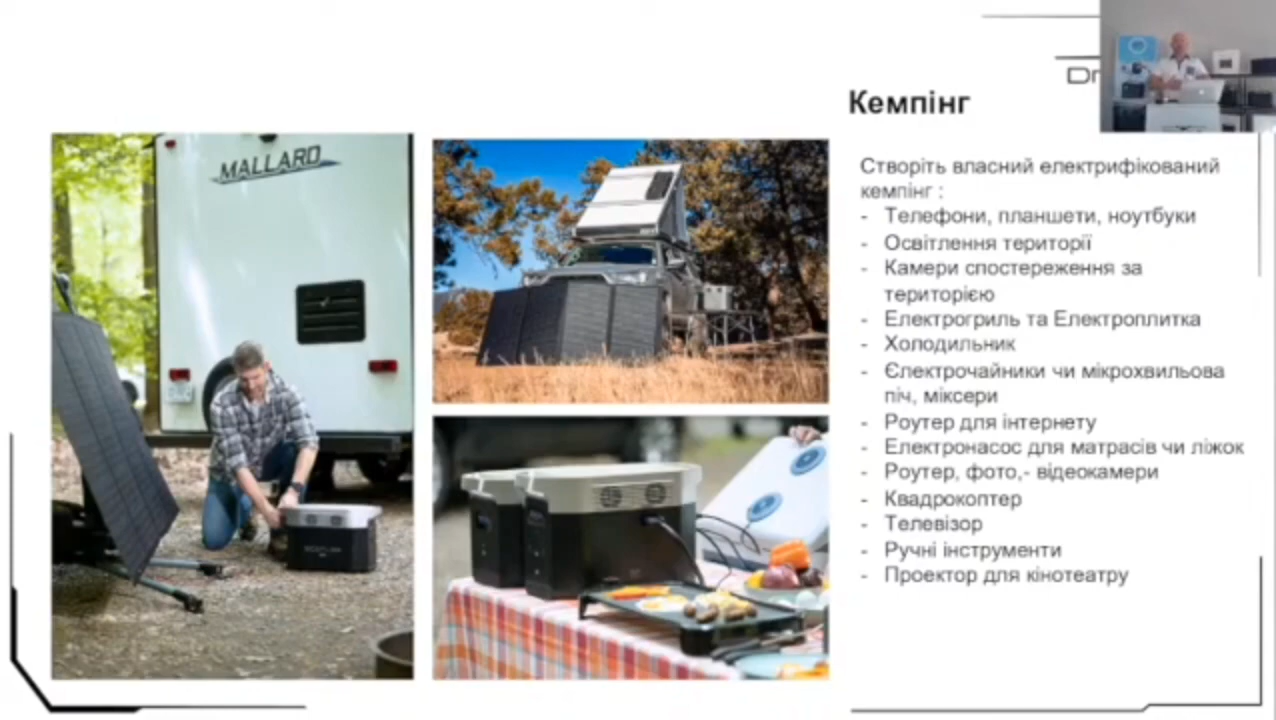 Dr
Кемпінг
MALLARD
Створіть власний електрифікований
кемпінг :
- Телефони, планшети, ноутбуки
- Освітлення території
- Камери спостереження за
територією
- Електрогриль та Електроплитка
- Холодильник
- Єлектрочайники чи мікрохвильова
піч, міксери
- Роутер для інтернету
- Електронасос для матрасів чи ліжок
- Роутер, фото,- відеокамери
- Квадрокоптер
- Телевізор
- Ручні інструменти
- Проектор для кінотеатру